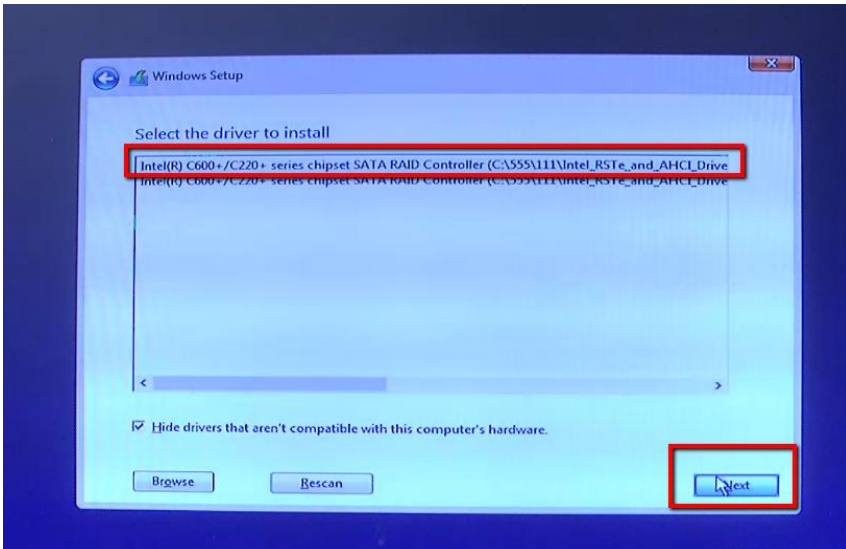 Windows Setup
Select the driver to install
Intel(R) C600+/C220+ series chipset SATA RAID Controller (C:\555\111\Intel_RSTe_and_AHCI_Drive
Intel(R) C600+/C220+ series chipset SATA RAID Controller (C:\555\111\Intel_RSTe_and_AHCI_Drive
Hide drivers that aren't compatible with this computer's hardware.
Browse
Rescan
Next